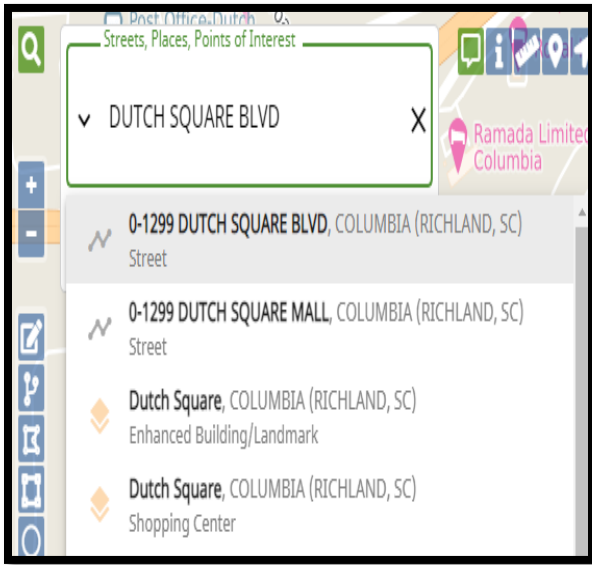 Post Office-Dutch
Streets, Places, Points of Interest
DUTCH SQUARE BLVD
Ramada Limited
Columbia
0-1299 DUTCH SQUARE BLVD, COLUMBIA (RICHLAND, SC)
Street
0-1299 DUTCH SQUARE MALL, COLUMBIA (RICHLAND, SC)
Street
Dutch Square, COLUMBIA (RICHLAND, SC)
Enhanced Building/Landmark
Dutch Square, COLUMBIA (RICHLAND, SC)
Shopping Center